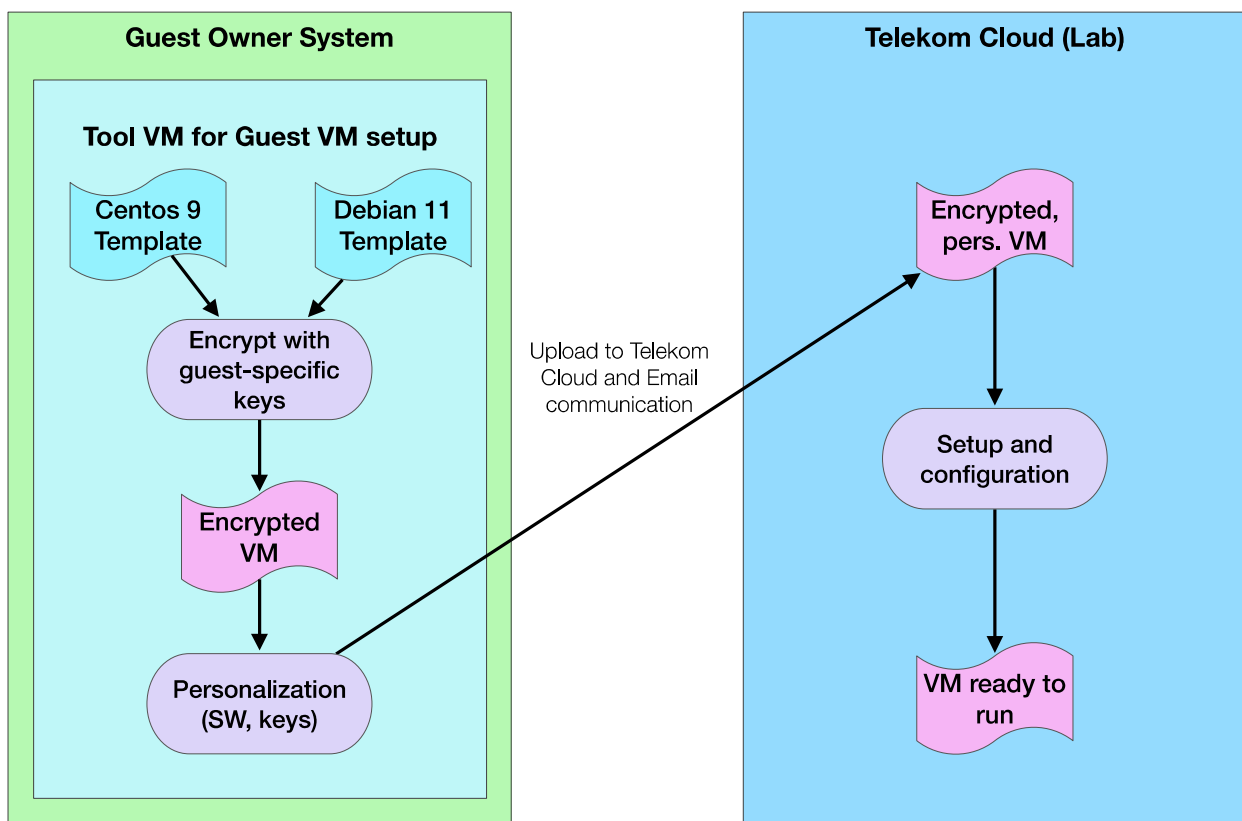 Guest Owner System
Tool VM for Guest VM setup
Centos 9
Template
Debian 11
Template
Encrypt with
guest-specific
keys
Encrypted
VM
Personalization
(SW, keys)
Upload to Telekom
Cloud and Email
communication
Telekom Cloud (Lab)
Encrypted,
pers. VM
Setup and
configuration
VM ready to
run